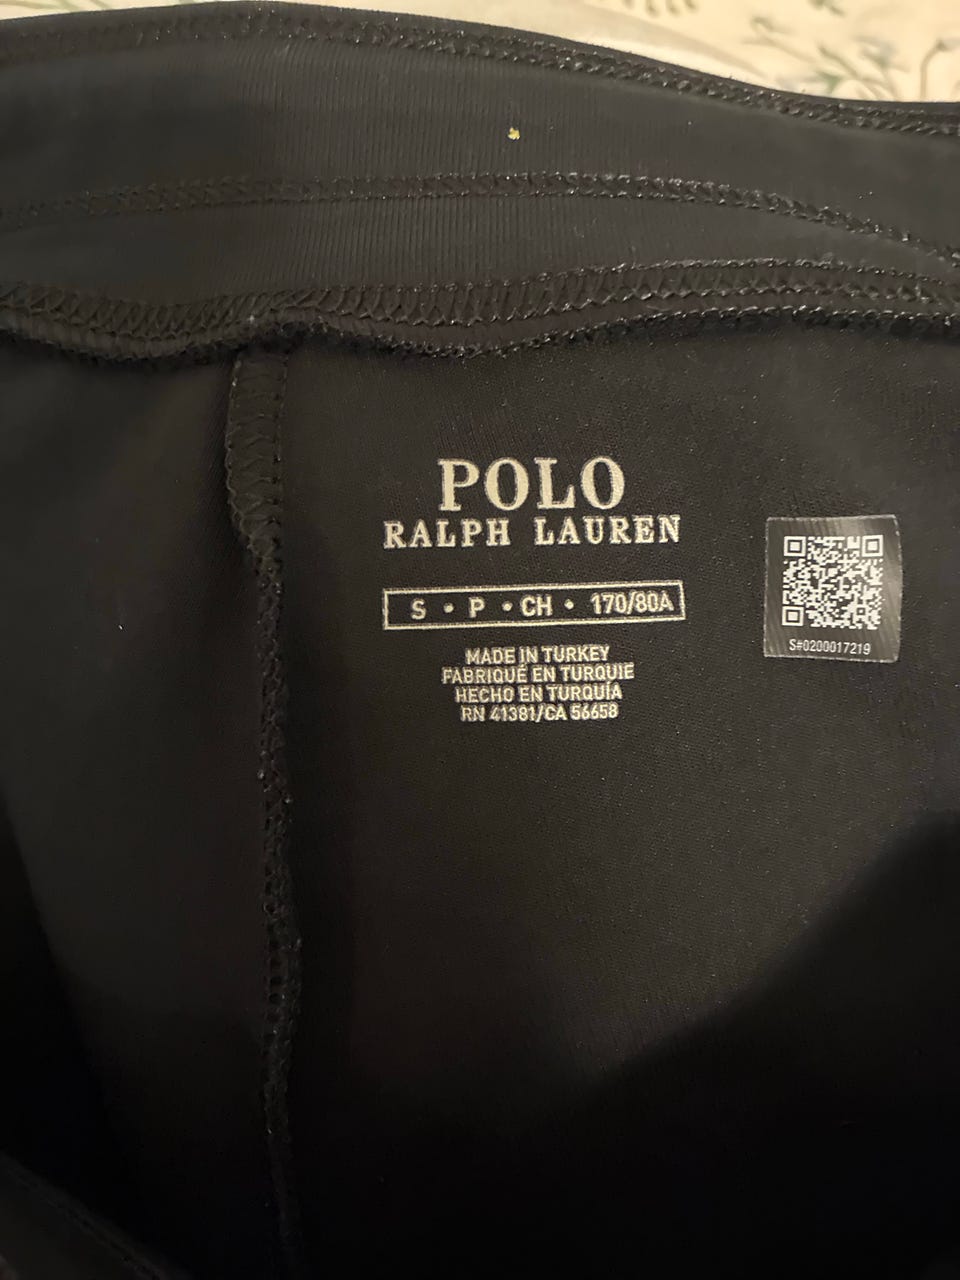 POLO
RALPH LAUREN
S • P • CH • 170/80A
MADE IN TURKEY
FABRIQUÉ EN TURQUIE
HECHO EN TURQUÍA
RN 41381/CA 56658
S#0200017219